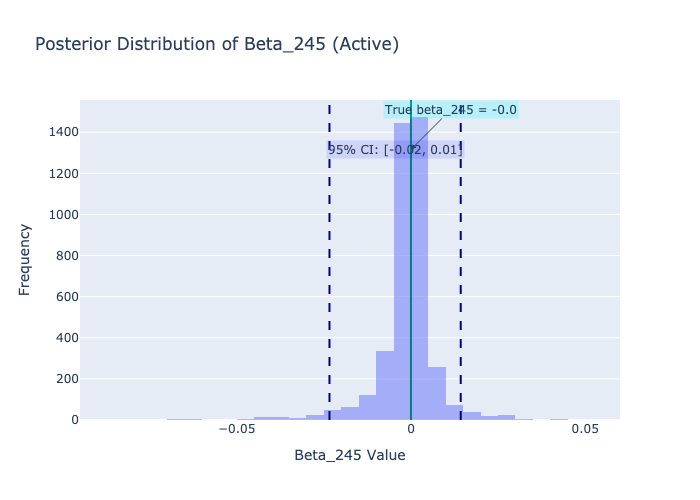 Posterior Distribution of Beta_245 (Active)
True beta_245 = -0.0
95% CI: [-0.02, 0.01]
1400
1200
1000
800
600
400
200
0
Frequency
−0.05
0
0.05
Beta_245 Value